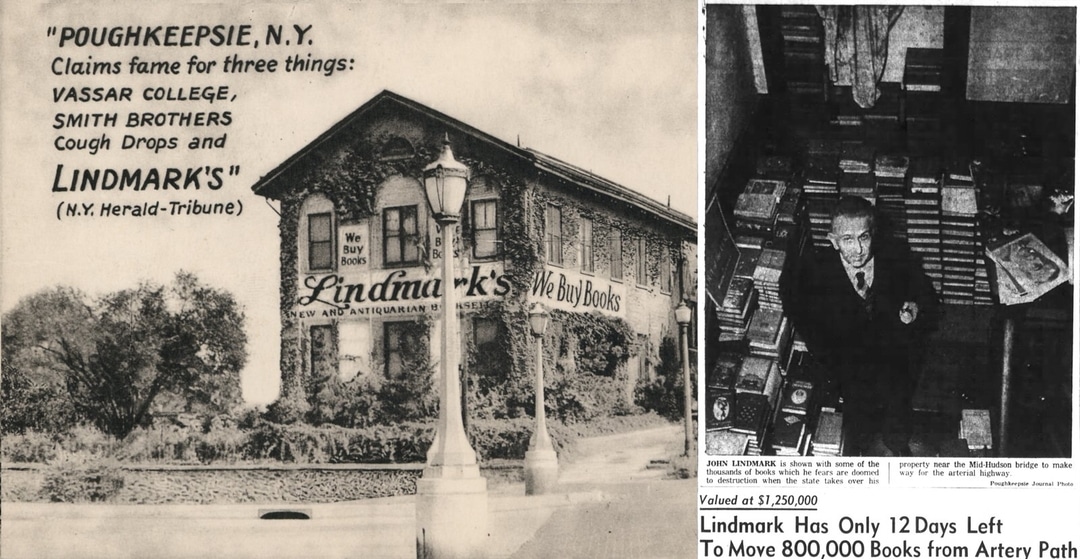 "POUGHKEEPSIE, N.Y.
Claims fame for three things:
VASSAR COLLEGE,
SMITH BROTHERS
Cough Drops and
LINDMARK'S"
(N.Y. Herald-Tribune)
We
Buy
Books
Lindmark's
NEW AND ANTIQUARIAN
We Buy Books
JOHN LINDMARK is shown with some of the
thousands of books which he fears are doomed
to destruction when the state takes over his
property near the Mid-Hudson bridge to make
way for the arterial highway.
Poughkeepsie Journal Photo
Valued at $1,250,000
Lindmark Has Only 12 Days Left
To Move 800,000 Books from Artery Path